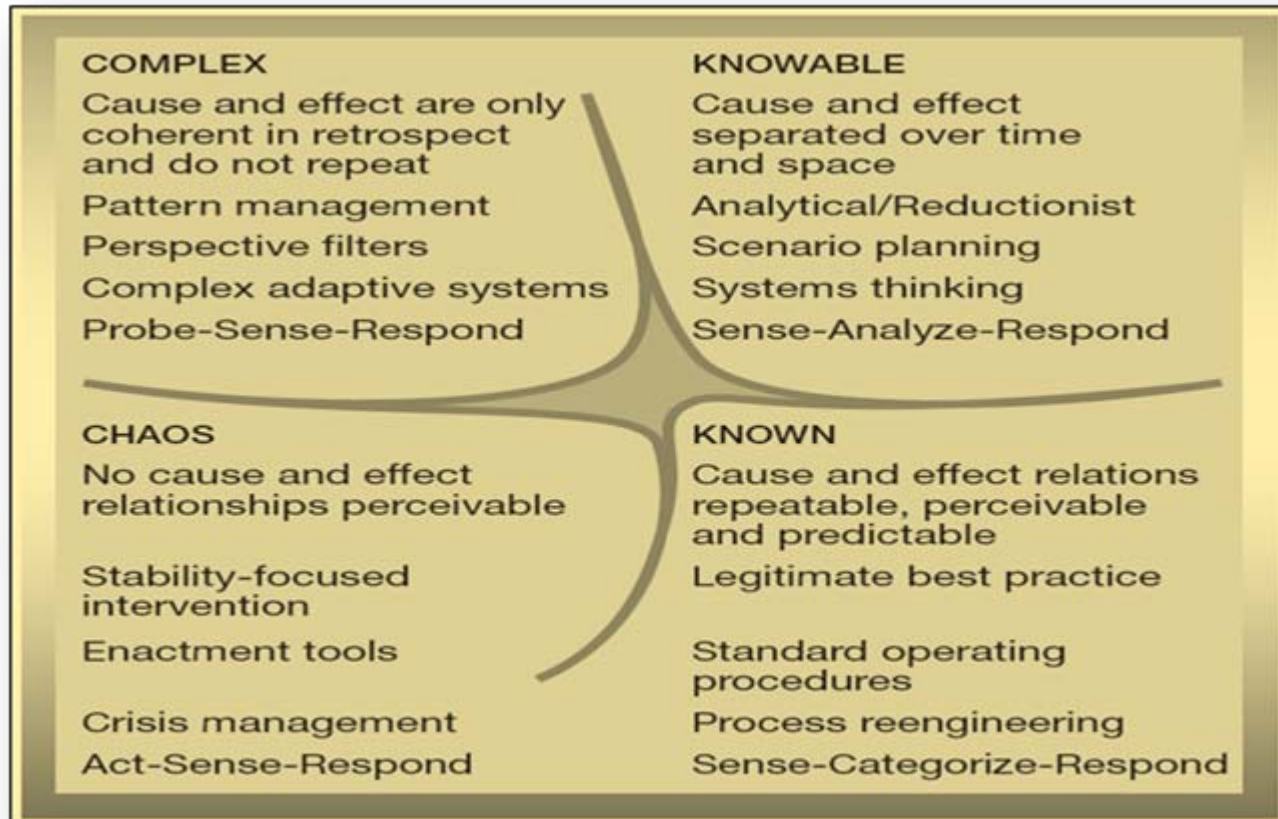 COMPLEX
Cause and effect are only
coherent in retrospect
and do not repeat
Pattern management
Perspective filters
Complex adaptive systems
Probe-Sense-Respond
KNOWABLE
Cause and effect
separated over time
and space
Analytical/Reductionist
Scenario planning
Systems thinking
Sense-Analyze-Respond
CHAOS
No cause and effect
relationships perceivable
Stability-focused
intervention
Enactment tools
Crisis management
Act-Sense-Respond
KNOWN
Cause and effect relations
repeatable, perceivable
and predictable
Legitimate best practice
Standard operating
procedures
Process reengineering
Sense-Categorize-Respond